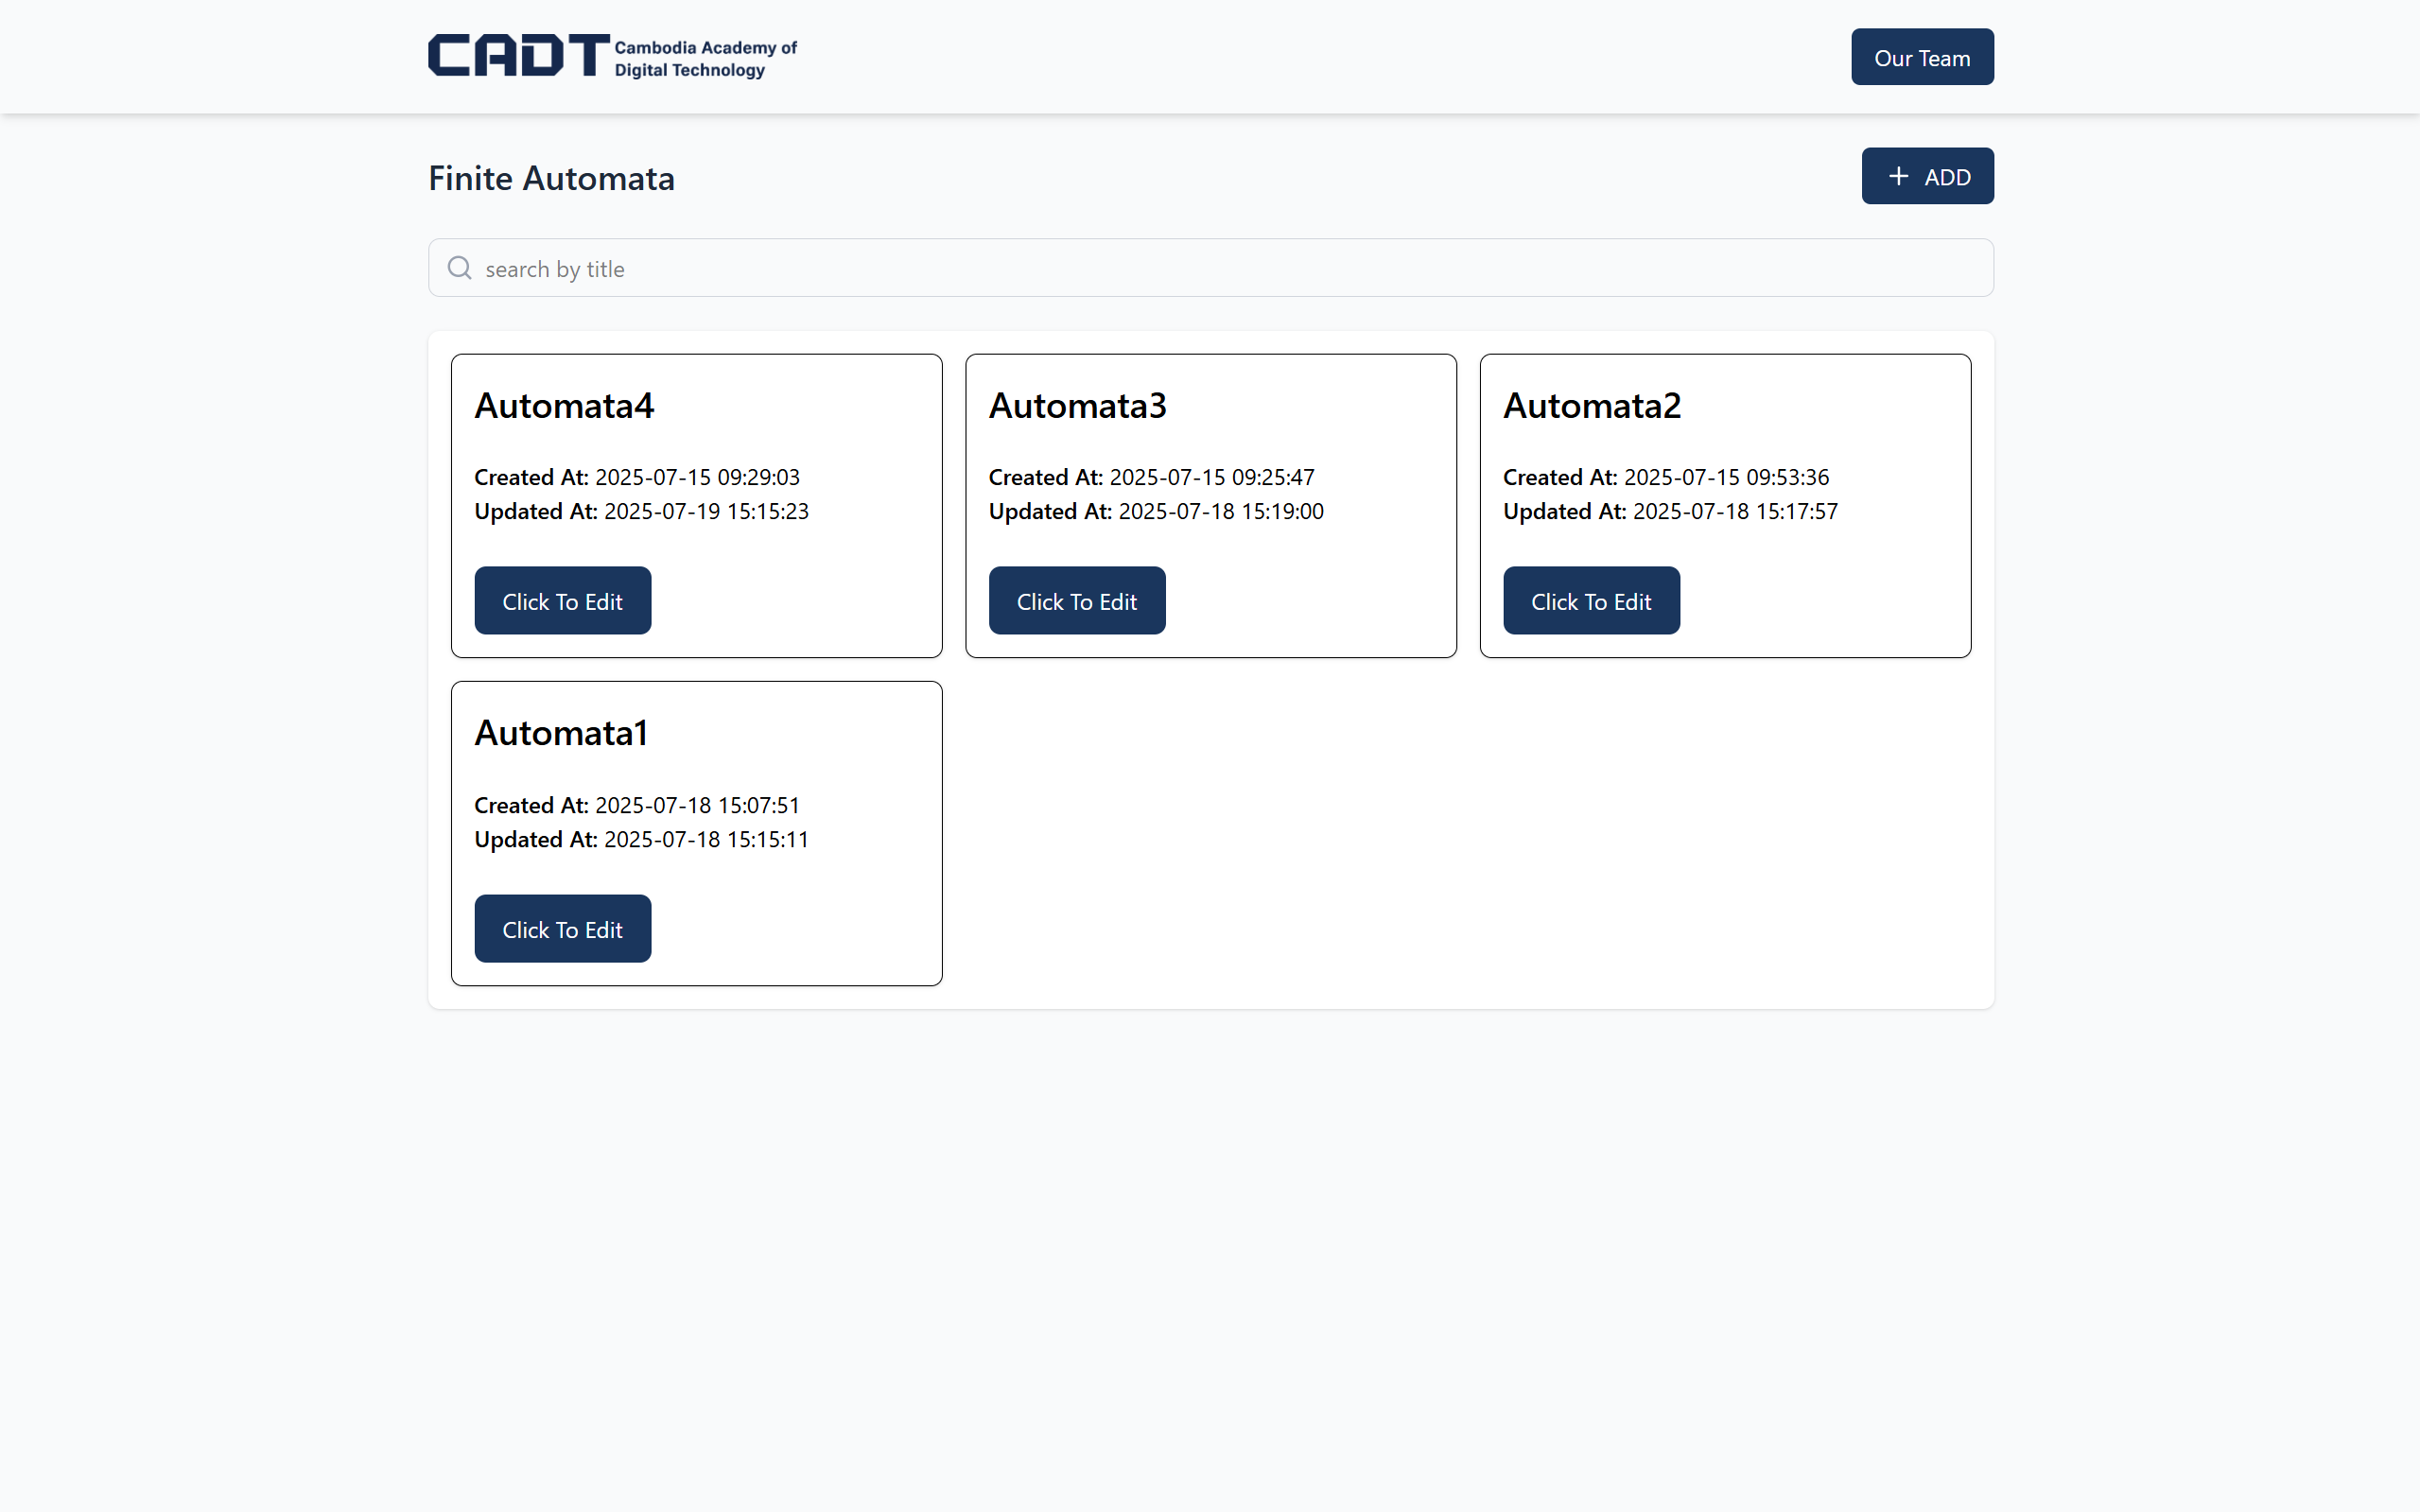 CADT Cambodia Academy of
Digital Technology
Our Team
Finite Automata
+ ADD
search by title
Automata4
Created At: 2025-07-15 09:29:03
Updated At: 2025-07-19 15:15:23
Click To Edit
Automata3
Created At: 2025-07-15 09:25:47
Updated At: 2025-07-18 15:19:00
Click To Edit
Automata2
Created At: 2025-07-15 09:53:36
Updated At: 2025-07-18 15:17:57
Click To Edit
Automata1
Created At: 2025-07-18 15:07:51
Updated At: 2025-07-18 15:15:11
Click To Edit